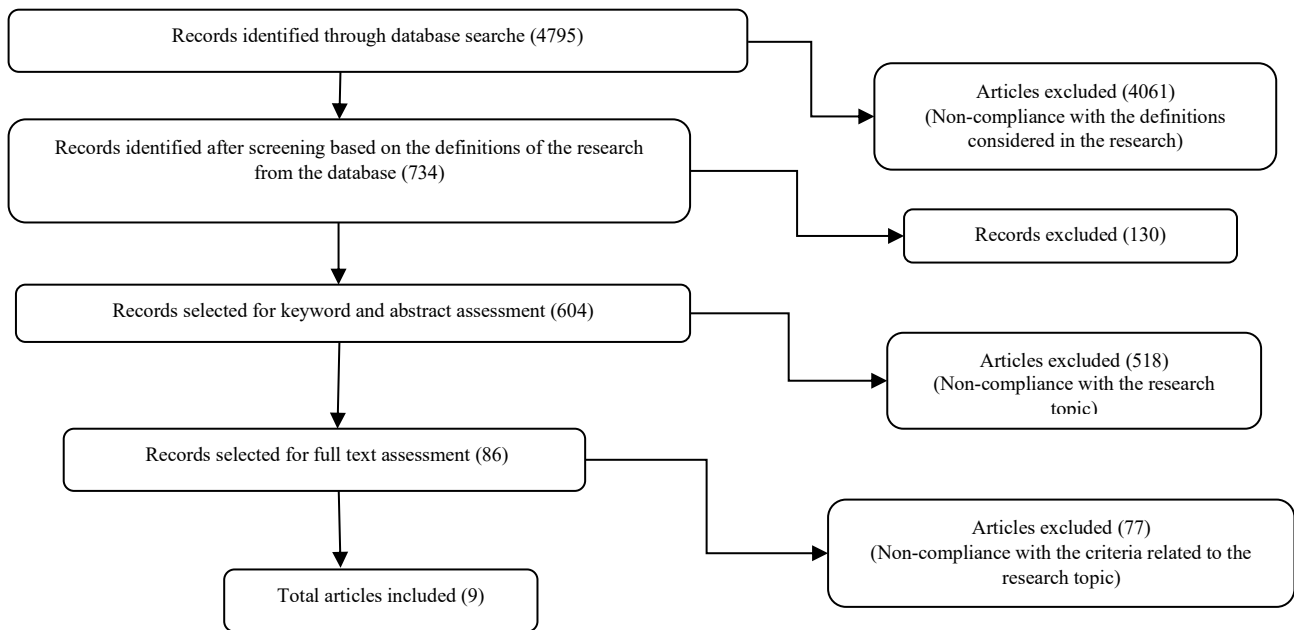 Records identified through database searche (4795)
Articles excluded (4061)
(Non-compliance with the definitions
considered in the research)
Records identified after screening based on the definitions of the research
from the database (734)
Records excluded (130)
Records selected for keyword and abstract assessment (604)
Articles excluded (518)
(Non-compliance with the research
topic)
Records selected for full text assessment (86)
Articles excluded (77)
(Non-compliance with the criteria related to the
research topic)
Total articles included (9)